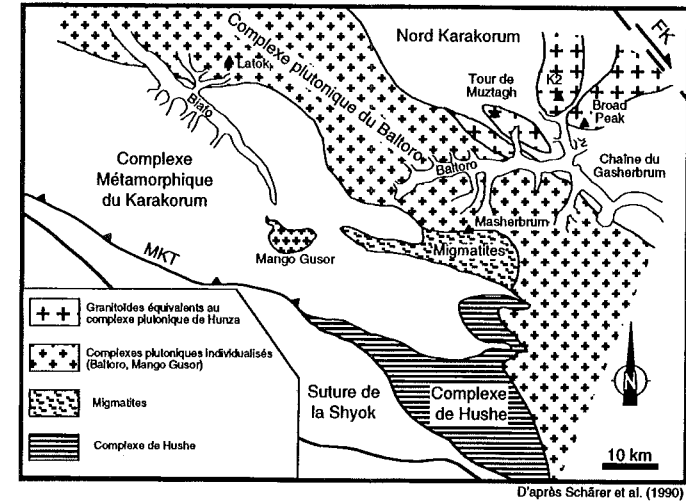 Nord Karakorum
FK
Latok
K2
Tour de
Muztagh
Broad
Peak
Complexe plutonique du Baltoro
Biafo
Baltoro
Chaîne du
Gasherbrum
Complexe
Métamorphique
du Karakorum
Masherbrum
Mango Gusor
Migmatites
MKT
Granitoïdes équivalents au
complexe plutonique de Hunza
Complexes plutoniques individualisés
(Baltoro, Mango Gusor)
Migmatites
Complexe de Hushe
Suture de
la Shyok
Complexe
de Hushe
N
10 km
D'après Schärer et al. (1990)